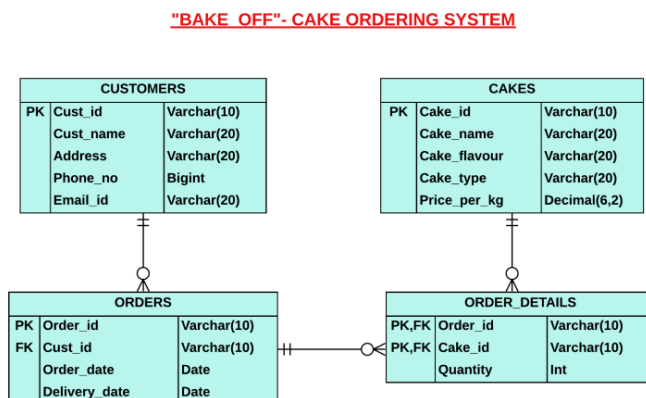 "BAKE OFF"- CAKE ORDERING SYSTEM
CUSTOMERS
PK Cust_id Varchar(10)
Cust_name Varchar(20)
Address Varchar(20)
Phone_no Bigint
Email_id Varchar(20)
CAKES
PK Cake_id Varchar(10)
Cake_name Varchar(20)
Cake_flavour Varchar(20)
Cake_type Varchar(20)
Price_per_kg Decimal(6,2)
ORDERS
PK Order_id Varchar(10)
FK Cust_id Varchar(10)
Order_date Date
Delivery_date Date
ORDER_DETAILS
PK,FK Order_id Varchar(10)
PK,FK Cake_id Varchar(10)
Quantity Int